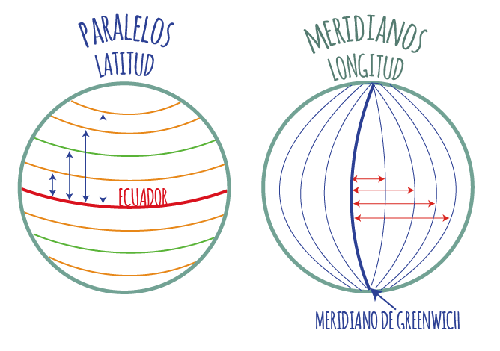 PARALELOS
LATITUD
ECUADOR
MERIDIANOS
LONGITUD
MERIDIANO DE GREENWICH